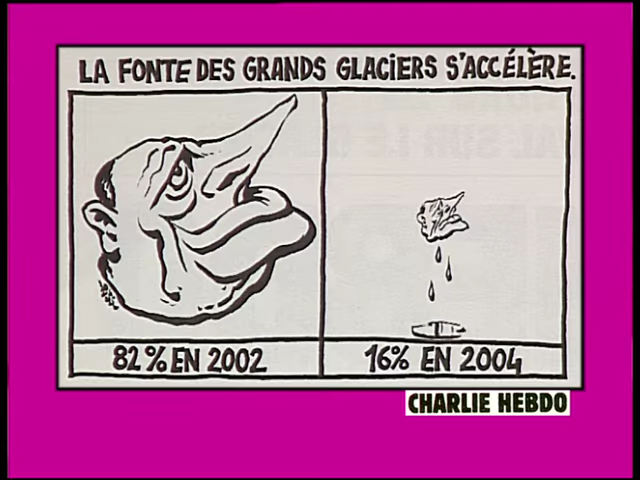 LA FONTE DES GRANDS GLACIERS S'ACCÉLÈRE.
82% EN 2002
16% EN 2004
CHARLIE HEBDO